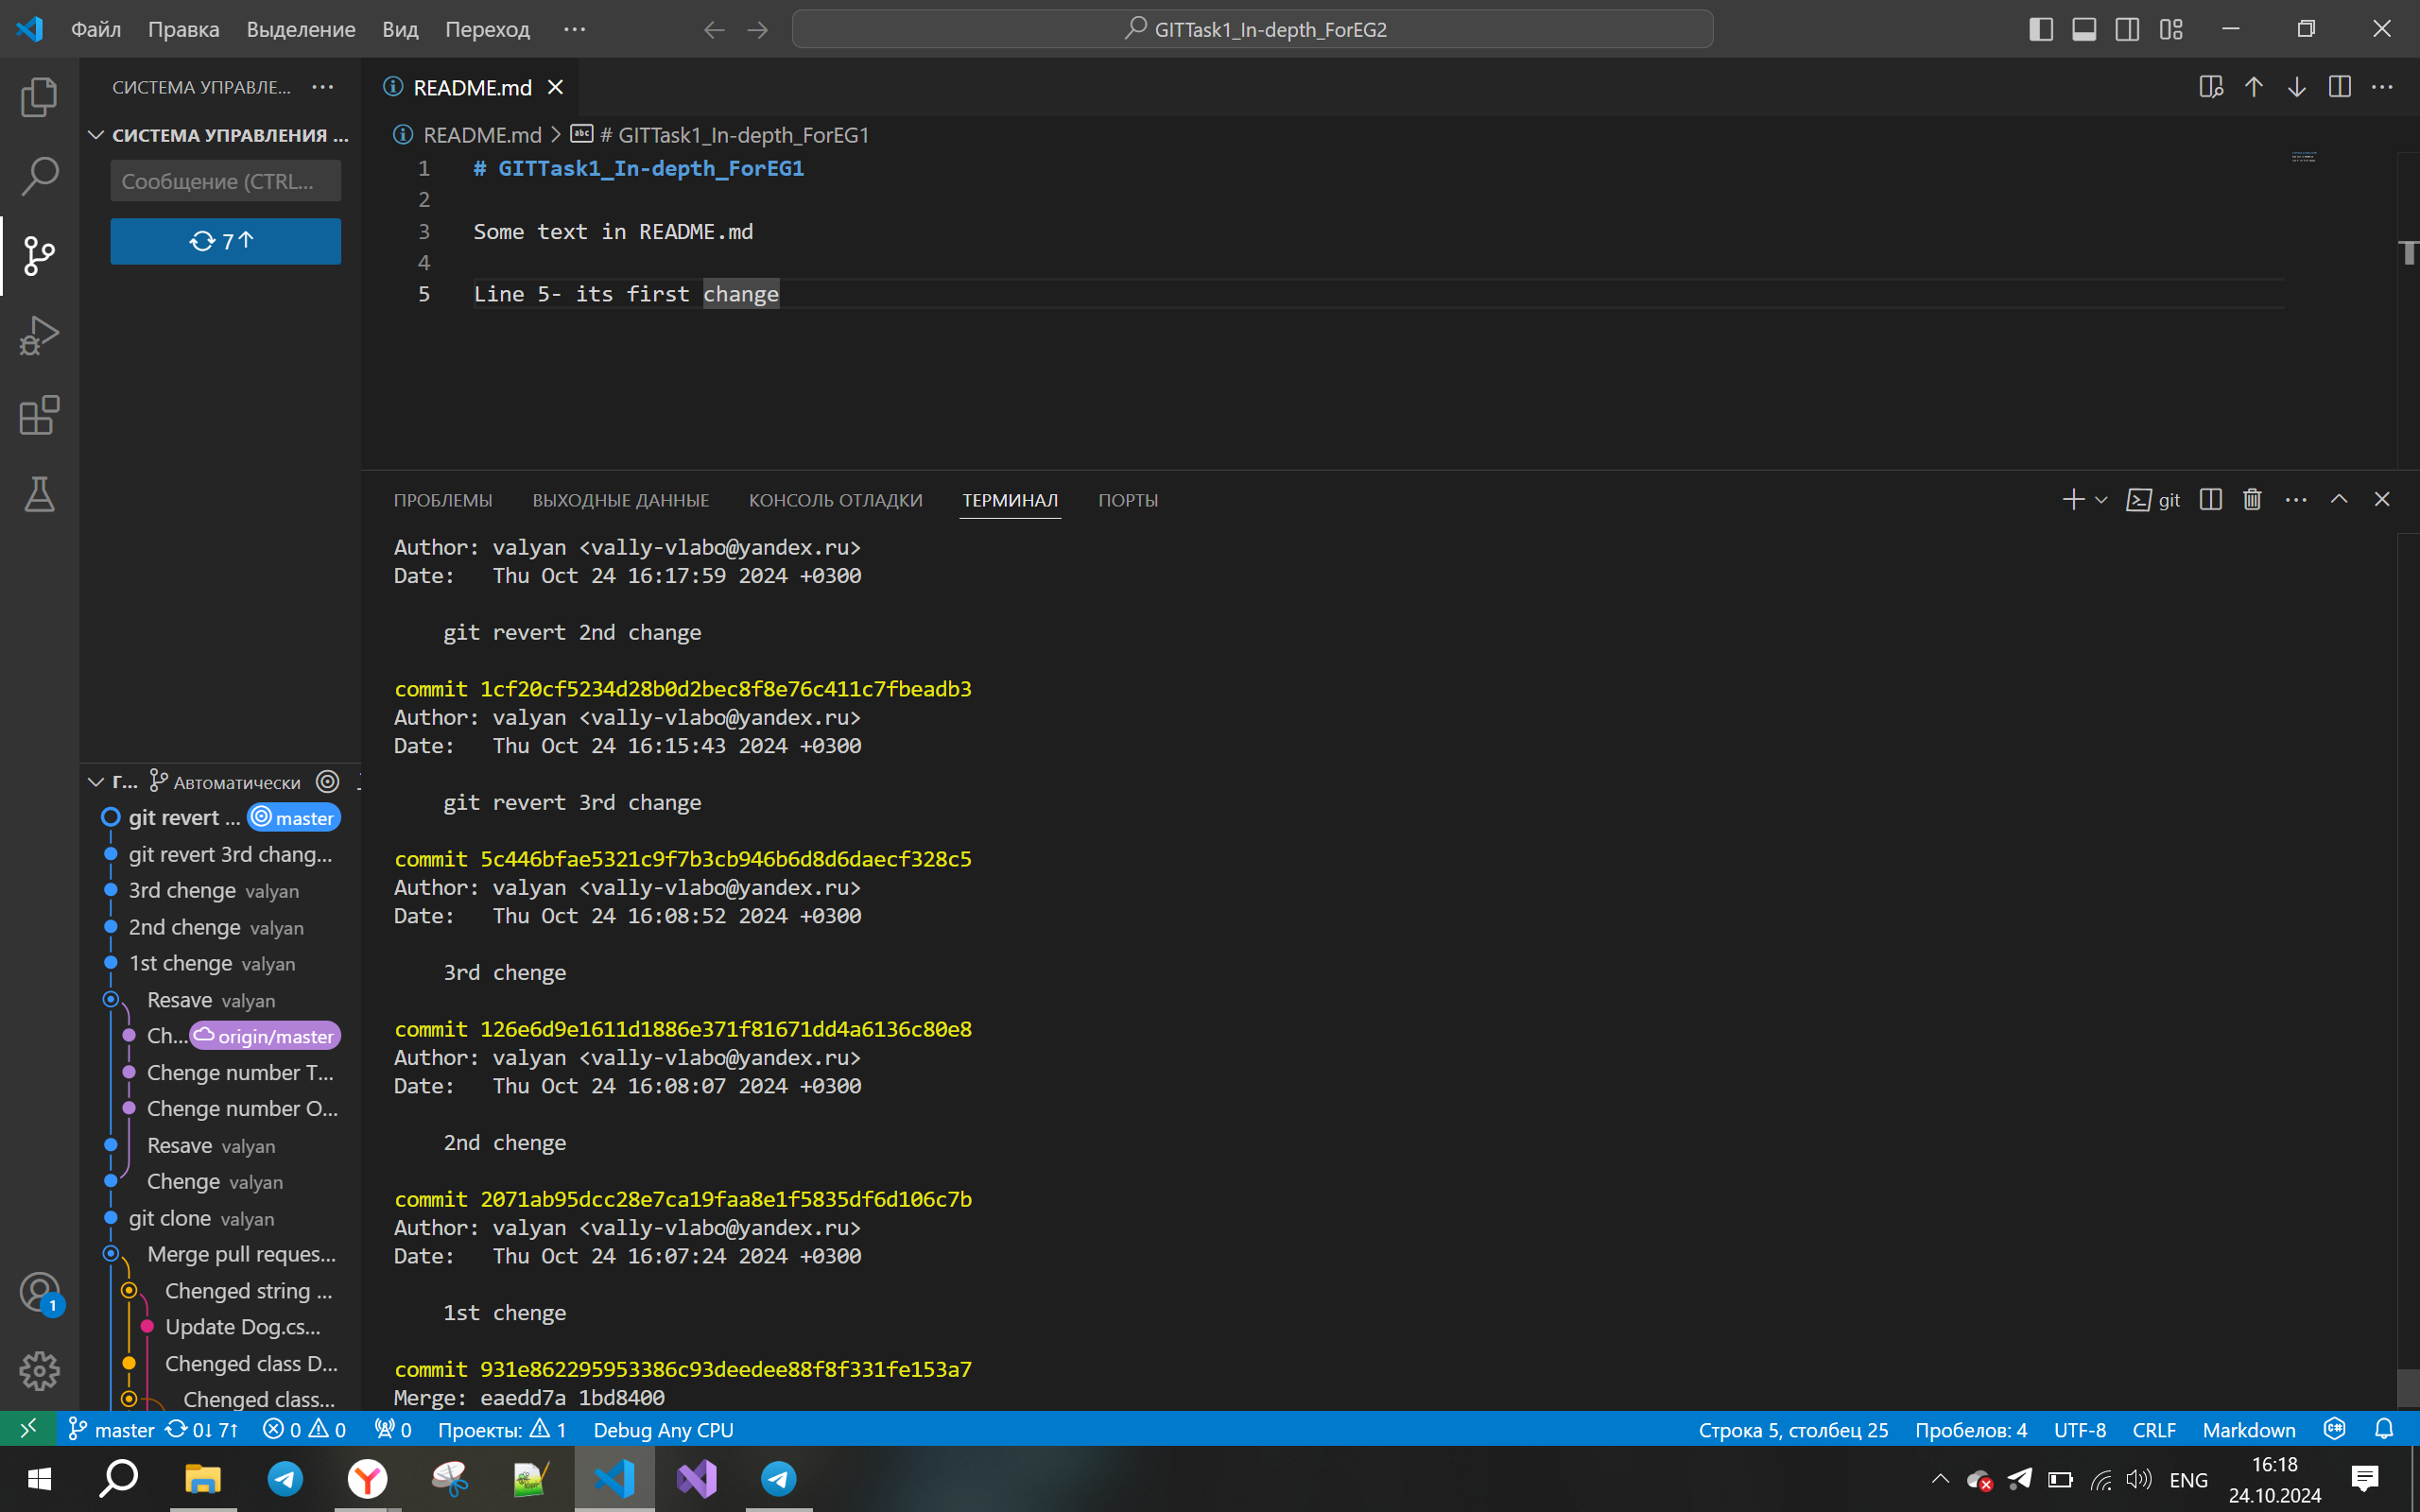 Файл Правка Выделение Вид Переход ··· GITTask1_In-depth_ForEG2
СИСТЕМА УПРАВЛЕ... ···
СИСТЕМА УПРАВЛЕНИЯ ...
Сообщение (CTRL...
7↑
README.md
README.md > # GITTask1_In-depth_ForEG1
1 # GITTask1_In-depth_ForEG1
2
3 Some text in README.md
4
5 Line 5- its first change
ПРОБЛЕМЫ ВЫХОДНЫЕ ДАННЫЕ КОНСОЛЬ ОТЛАДКИ ТЕРМИНАЛ ПОРТЫ git
Author: valyan <vally-vlabo@yandex.ru>
Date: Thu Oct 24 16:17:59 2024 +0300
git revert 2nd change
commit 1cf20cf5234d28b0d2bec8f8e76c411c7fbeadb3
Author: valyan <vally-vlabo@yandex.ru>
Date: Thu Oct 24 16:15:43 2024 +0300
git revert 3rd change
commit 5c446bfae5321c9f7b3cb946b6d8d6daecf328c5
Author: valyan <vally-vlabo@yandex.ru>
Date: Thu Oct 24 16:08:52 2024 +0300
3rd chenge
commit 126e6d9e1611d1886e371f81671dd4a6136c80e8
Author: valyan <vally-vlabo@yandex.ru>
Date: Thu Oct 24 16:08:07 2024 +0300
2nd chenge
commit 2071ab95dcc28e7ca19faa8e1f5835df6d106c7b
Author: valyan <vally-vlabo@yandex.ru>
Date: Thu Oct 24 16:07:24 2024 +0300
1st chenge
commit 931e862295953386c93deedee88f8f331fe153a7
Merge: eaedd7a 1bd8400
Г... Автоматически
git revert ... master
git revert 3rd chang...
3rd chenge valyan
2nd chenge valyan
1st chenge valyan
Resave valyan
Ch... origin/master
Chenge number T...
Chenge number O...
Resave valyan
Chenge valyan
git clone valyan
Merge pull reques...
Chenged string ...
Update Dog.cs...
Chenged class D...
Chenged class...
1
master 0↓ 7↑ 0 0 0 Проекты: 1 Debug Any CPU Строка 5, столбец 25 Пробелов: 4 UTF-8 CRLF Markdown
ENG
16:18
24.10.2024